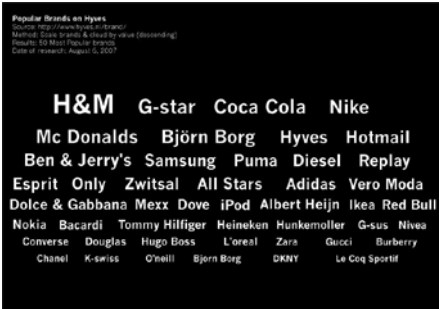 Popular Brands on Hyves
Source: http://www.hyves.nl/brand/
Method: Scale brands & cloud by value (descending)
Results: 50 Most Popular brands
Date of research: August 6, 2007
H&M G-star Coca Cola Nike
Mc Donalds Björn Borg Hyves Hotmail
Ben & Jerry's Samsung Puma Diesel Replay
Esprit Only Zwitsal All Stars Adidas Vero Moda
Dolce & Gabbana Mexx Dove iPod Albert Heijn Ikea Red Bull
Nokia Bacardi Tommy Hilfiger Heineken Hunkemoller G-sus Nivea
Converse Douglas Hugo Boss L'oreal Zara Gucci Burberry
Chanel K-swiss O'neill Bjorn Borg DKNY Le Coq Sportif